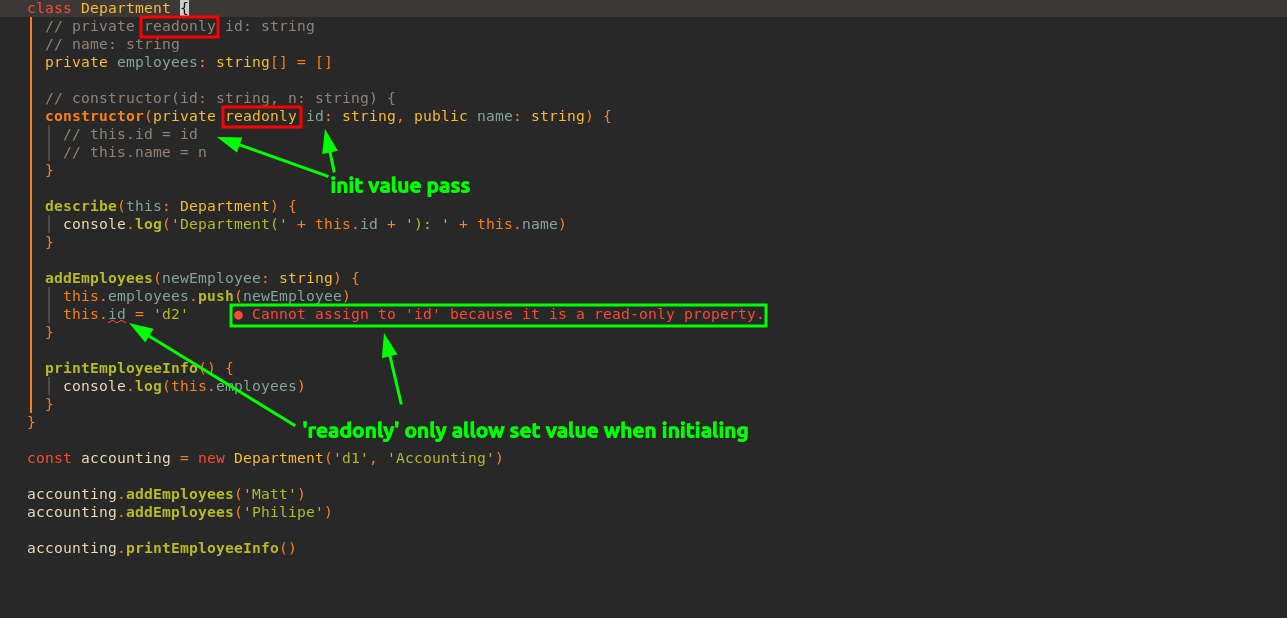 class Department {
// private readonly id: string
// name: string
private employees: string[] = []
// constructor(id: string, n: string) {
constructor(private readonly id: string, public name: string) {
// this.id = id
// this.name = n
}
init value pass
describe(this: Department) {
console.log('Department(' + this.id + '): ' + this.name)
}
addEmployees(newEmployee: string) {
this.employees.push(newEmployee)
this.id = 'd2' ● Cannot assign to 'id' because it is a read-only property.
}
printEmployeeInfo() {
console.log(this.employees)
}
}
'readonly' only allow set value when initialing
const accounting = new Department('d1', 'Accounting')
accounting.addEmployees('Matt')
accounting.addEmployees('Philipe')
accounting.printEmployeeInfo()